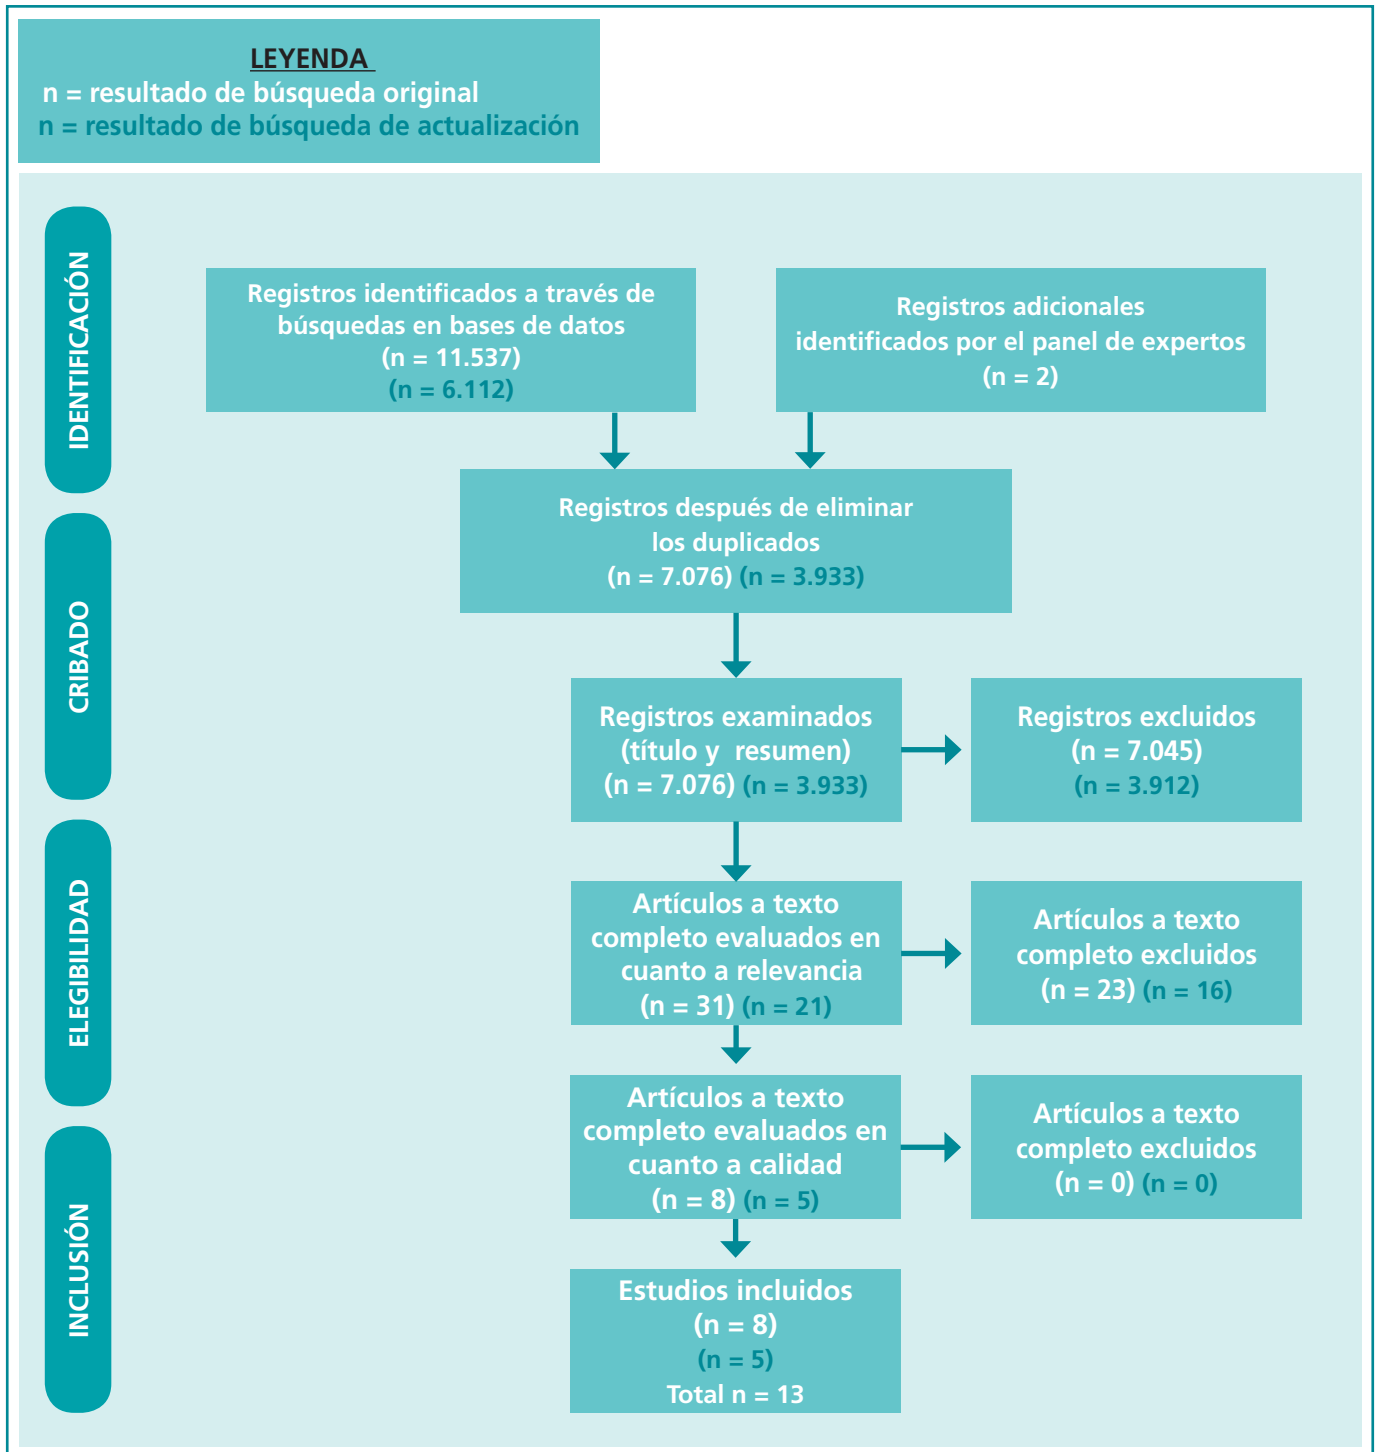 LEYENDA
n = resultado de búsqueda original
n = resultado de búsqueda de actualización
IDENTIFICACIÓN
Registros identificados a través de
búsquedas en bases de datos
(n = 11.537)
(n = 6.112)
Registros adicionales
identificados por el panel de expertos
(n = 2)
Registros después de eliminar
los duplicados
(n = 7.076) (n = 3.933)
CRIBADO
Registros examinados
(título y resumen)
(n = 7.076) (n = 3.933)
Registros excluidos
(n = 7.045)
(n = 3.912)
ELEGIBILIDAD
Artículos a texto
completo evaluados en
cuanto a relevancia
(n = 31) (n = 21)
Artículos a texto
completo excluidos
(n = 23) (n = 16)
Artículos a texto
completo evaluados en
cuanto a calidad
(n = 8) (n = 5)
Artículos a texto
completo excluidos
(n = 0) (n = 0)
INCLUSIÓN
Estudios incluidos
(n = 8)
(n = 5)
Total n = 13